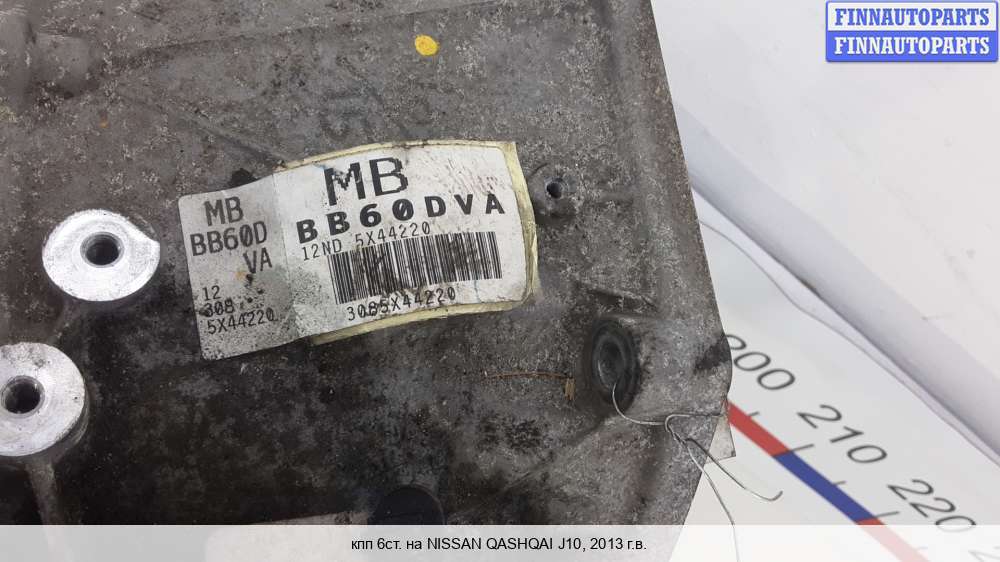 FINNAUTOPARTS
FINNAUTOPARTS
MB
BB60D
VA
12
308
5X44220
MB
BB60DVA
12ND 5X44220
3085X44220
200
210
220
кпп 6ст. на NISSAN QASHQAI J10, 2013 г.в.